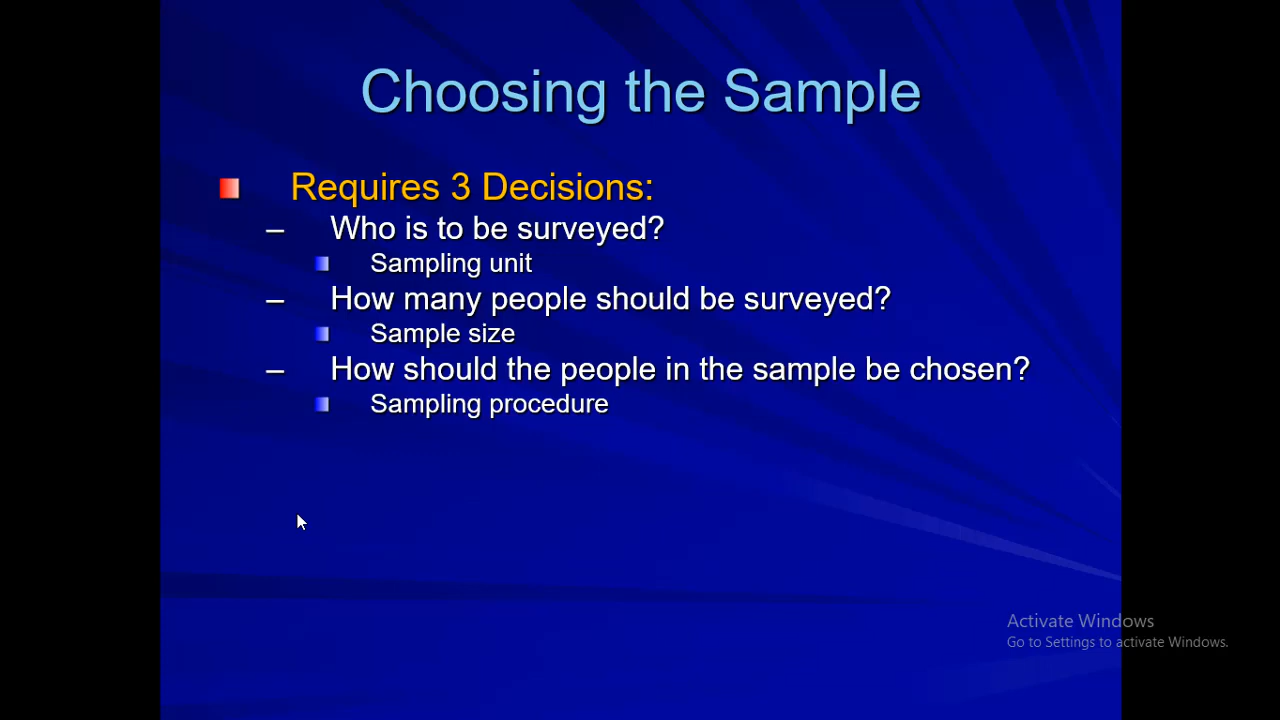 Choosing the Sample
Requires 3 Decisions:
– Who is to be surveyed?
Sampling unit
– How many people should be surveyed?
Sample size
– How should the people in the sample be chosen?
Sampling procedure
Activate Windows
Go to Settings to activate Windows.